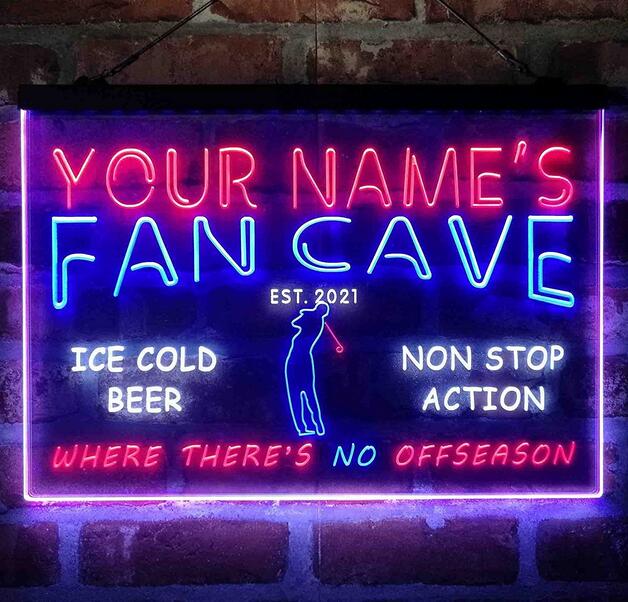 YOUR NAME'S
FAN CAVE
EST. 2021
ICE COLD
BEER
NON STOP
ACTION
WHERE THERE'S NO OFFSEASON